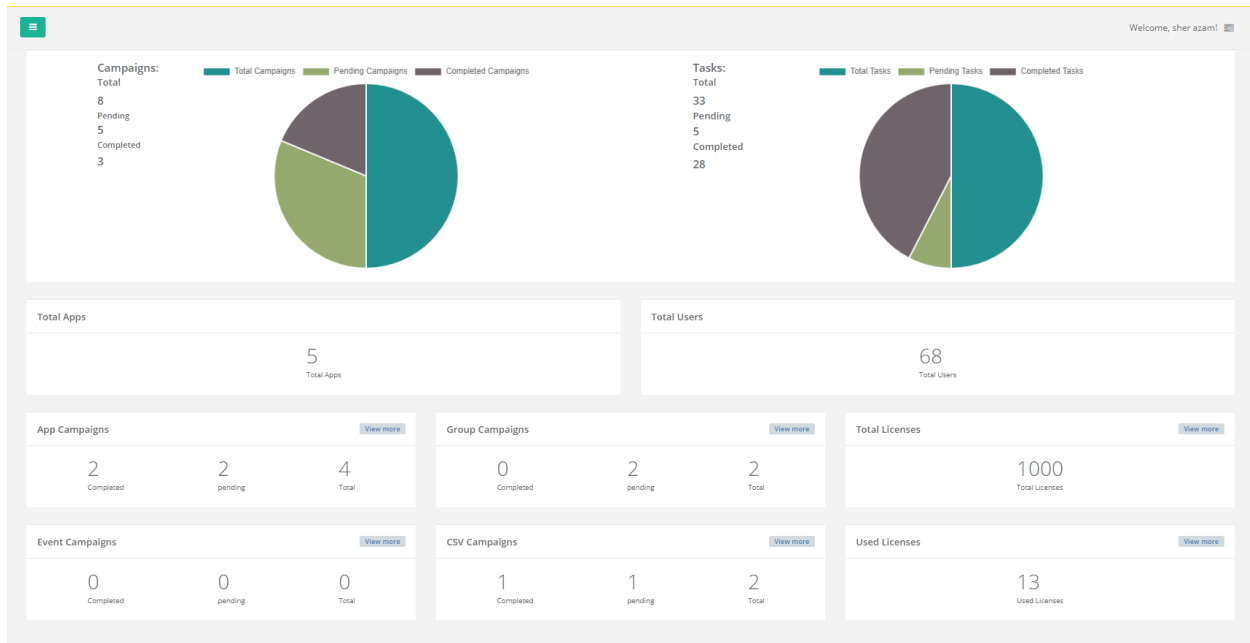 Welcome, sher azam!
Campaigns:
Total
8
Pending
5
Completed
3
Total Campaigns Pending Campaigns Completed Campaigns
Tasks:
Total
33
Pending
5
Completed
28
Total Tasks Pending Tasks Completed Tasks
Total Apps
5
Total Apps
Total Users
68
Total Users
App Campaigns View more
2 2 4
Completed pending Total
Group Campaigns View more
0 2 2
Completed pending Total
Total Licenses View more
1000
Total Licenses
Event Campaigns View more
0 0 0
Completed pending Total
CSV Campaigns View more
1 1 2
Completed pending Total
Used Licenses View more
13
Used Licenses